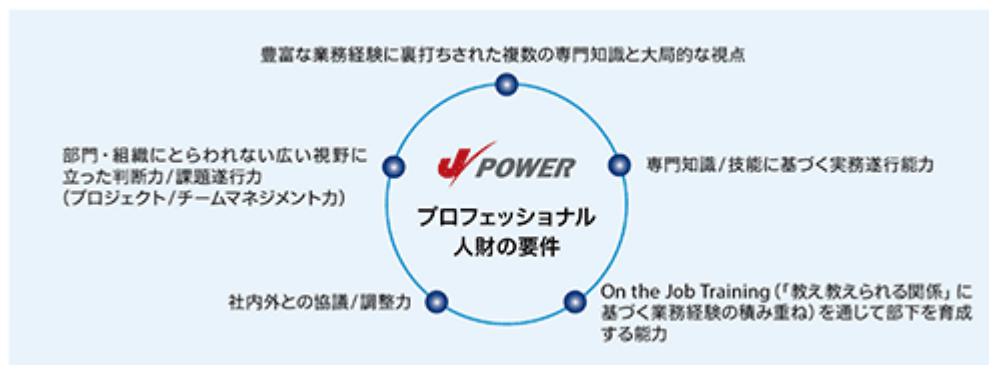 豊富な業務経験に裏打ちされた複数の専門知識と大局的な視点
部門・組織にとらわれない広い視野に
立った判断力/課題遂行力
(プロジェクト/チームマネジメント力)
J POWER
プロフェッショナル
人財の要件
専門知識/技能に基づく実務遂行能力
社内外との協議/調整力
On the Job Training(「教え教えられる関係」に
基づく業務経験の積み重ね)を通じて部下を育成
する能力